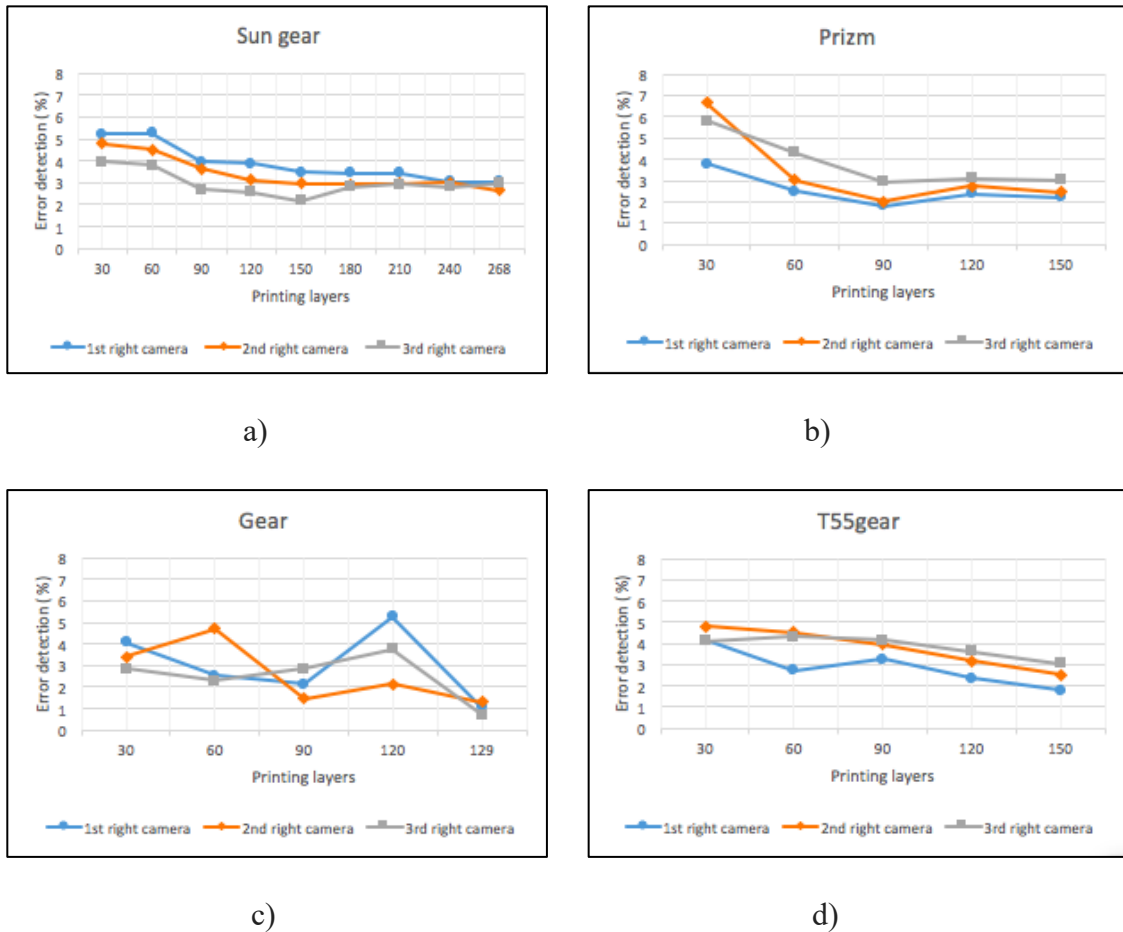 Sun gear
Error detection (%)
8
7
6
5
4
3
2
1
0
30 60 90 120 150 180 210 240 268
Printing layers
1st right camera 2nd right camera 3rd right camera
a)
Prizm
Error detection (%)
8
7
6
5
4
3
2
1
0
30 60 90 120 150
Printing layers
1st right camera 2nd right camera 3rd right camera
b)
Gear
Error detection (%)
8
7
6
5
4
3
2
1
0
30 60 90 120 129
Printing layers
1st right camera 2nd right camera 3rd right camera
c)
T55gear
Error detection (%)
8
7
6
5
4
3
2
1
0
30 60 90 120 150
Printing layers
1st right camera 2nd right camera 3rd right camera
d)